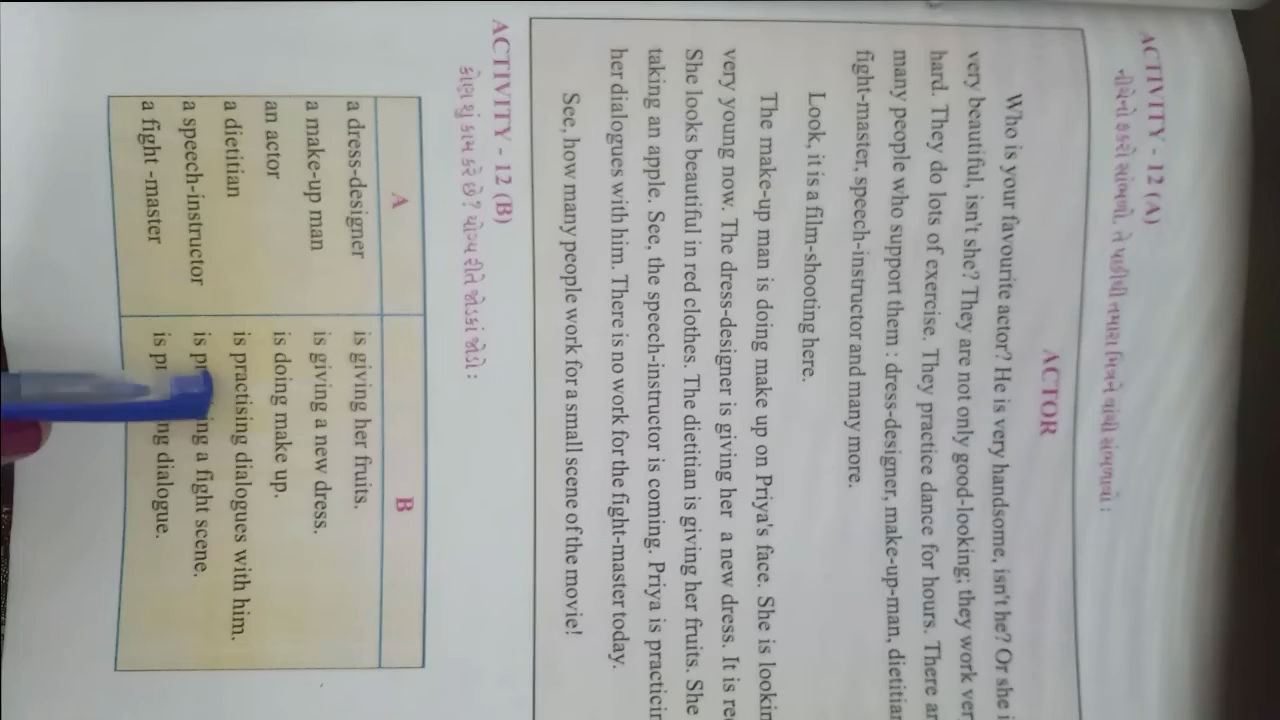 ACTIVITY - 12 (A)
નીચેનો ફકરો સાંભળો. તે પછીથી તમારા મિત્રને વાંચી સંભળાવો :
ACTOR
Who is your favourite actor? He is very handsome, isn't he? Or she i
very beautiful, isn't she? They are not only good-looking; they work ver
hard. They do lots of exercise. They practice dance for hours. There ar
many people who support them : dress-designer, make-up-man, dietitian
fight-master, speech-instructor and many more.
Look, it is a film-shooting here.
The make-up man is doing make up on Priya's face. She is lookin
very young now. The dress-designer is giving her a new dress. It is re
She looks beautiful in red clothes. The dietitian is giving her fruits. She
taking an apple. See, the speech-instructor is coming. Priya is practicin
her dialogues with him. There is no work for the fight-master today.
See, how many people work for a small scene of the movie!
ACTIVITY - 12 (B)
કોણ શું કામ કરે છે? યોગ્ય રીતે જોડકાં જોડો :
A B
a dress-designer is giving her fruits.
a make-up man is giving a new dress.
an actor is doing make up.
a dietitian is practising dialogues with him.
a speech-instructor is pr ing a fight scene.
a fight -master is pr ng dialogue.